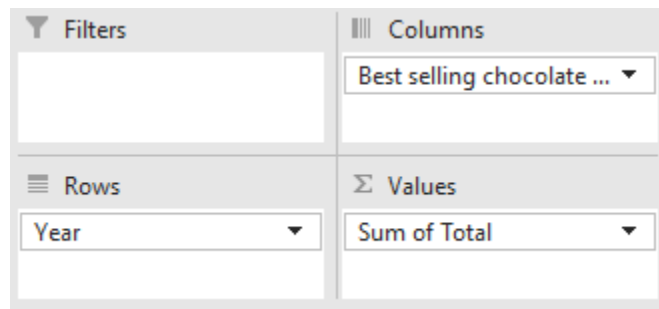 Filters
Columns
Best selling chocolate ...
Rows
Σ Values
Year
Sum of Total